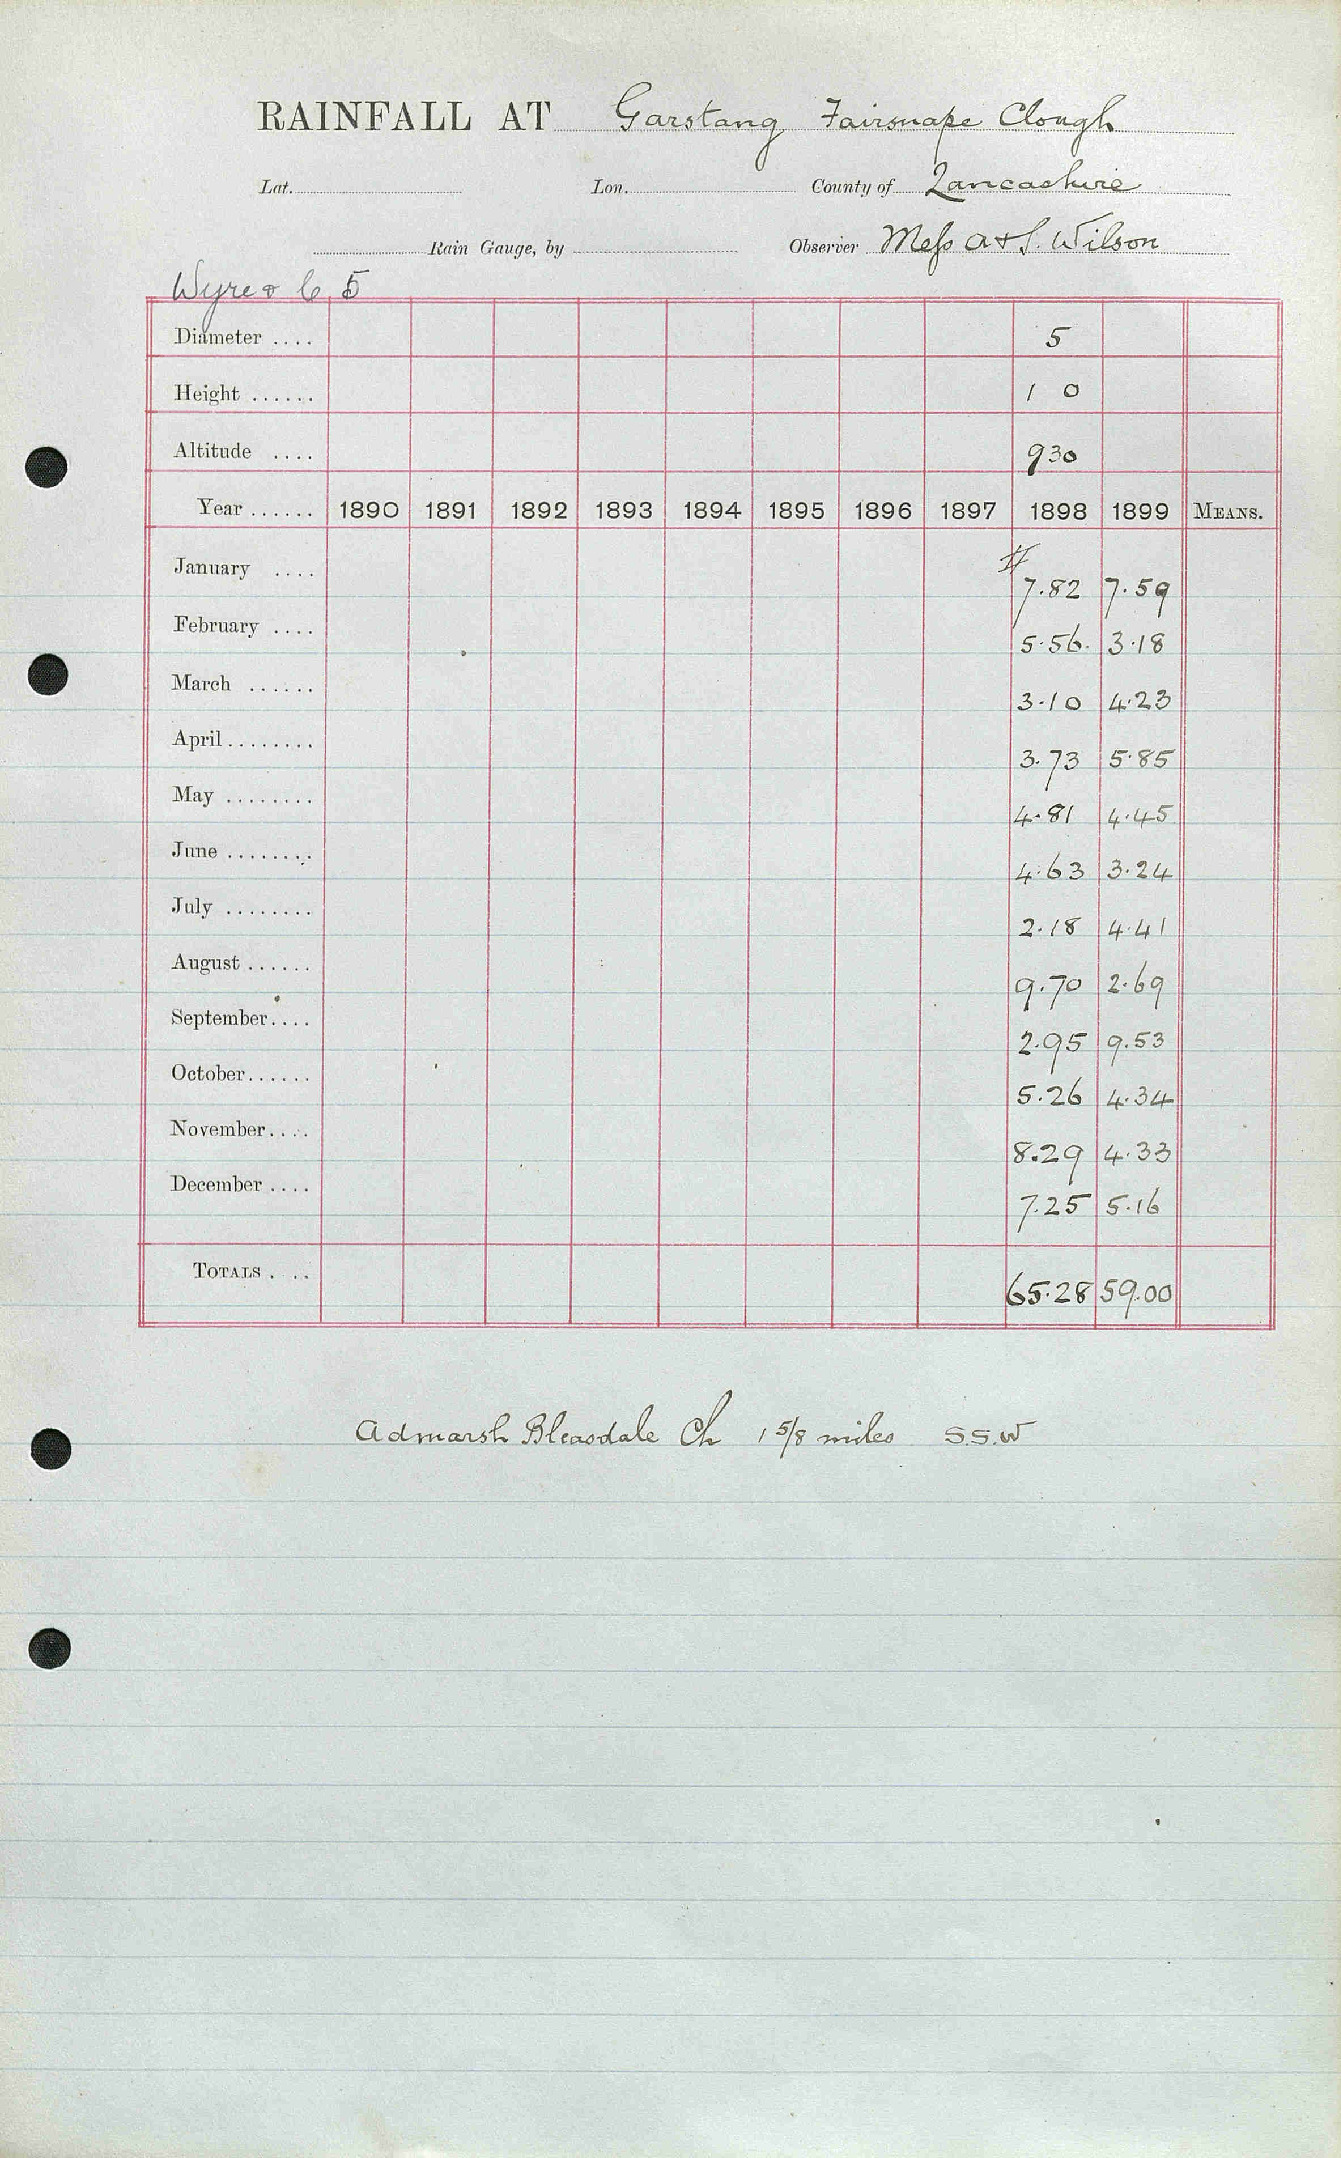 RAINFALL AT Garstang Fairsnape Clough
Lat. Lon. County of Lancashire
Rain Gauge, by Observer Mess A & S. Wilson
Wyre & C 5
Diameter .... 5
Height ...... 1 0
Altitude .... 930
Year ...... 1890 1891 1892 1893 1894 1895 1896 1897 1898 1899 MEANS.
January .... # 7.82 7.59
February .... 5.56. 3.18
March ...... 3.10 4.23
April ........ 3.73 5.85
May ........ 4.81 4.45
June ........ 4.63 3.24
July ........ 2.18 4.41
August ...... 9.70 2.69
September .... 2.95 9.53
October ...... 5.26 4.34
November .... 8.29 4.33
December .... 7.25 5.16
TOTALS . .. 65.28 59.00
Admarsh Bleasdale Ch 1 5/8 miles S.S.W